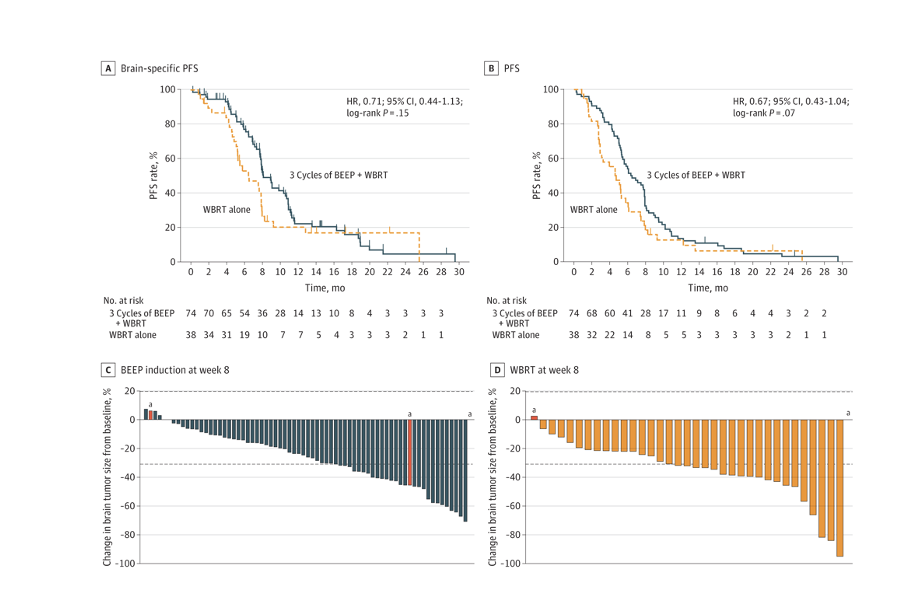 A Brain-specific PFS
100
80
60
40
20
0
PFS rate, %
HR, 0.71; 95% CI, 0.44-1.13;
log-rank P = .15
3 Cycles of BEEP + WBRT
WBRT alone
0 2 4 6 8 10 12 14 16 18 20 22 24 26 28 30
Time, mo
No. at risk
3 Cycles of BEEP 74 70 65 54 36 28 14 13 10 8 4 3 3 3 3
+ WBRT
WBRT alone 38 34 31 19 10 7 7 5 4 3 3 3 2 1 1
B PFS
100
80
60
40
20
0
PFS rate, %
HR, 0.67; 95% CI, 0.43-1.04;
log-rank P = .07
3 Cycles of BEEP + WBRT
WBRT alone
0 2 4 6 8 10 12 14 16 18 20 22 24 26 28 30
Time, mo
No. at risk
3 Cycles of BEEP 74 68 60 41 28 17 11 9 8 6 4 4 3 2 2
+ WBRT
WBRT alone 38 32 22 14 8 5 5 3 3 3 3 3 2 1 1
C BEEP induction at week 8
20
0
-20
-40
-60
-80
-100
Change in brain tumor size from baseline, %
a
a
a
D WBRT at week 8
20
0
-20
-40
-60
-80
-100
Change in brain tumor size from baseline, %
a
a